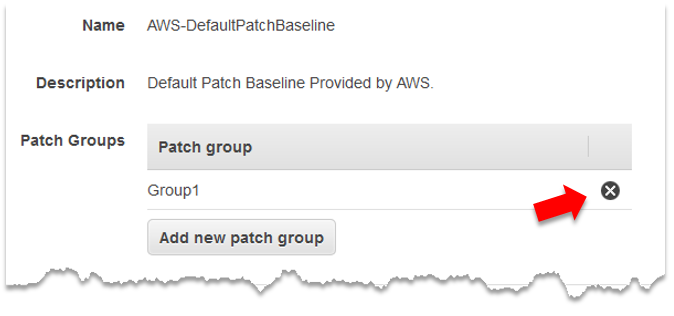 Name AWS-DefaultPatchBaseline
Description Default Patch Baseline Provided by AWS.
Patch Groups Patch group
Group1
Add new patch group